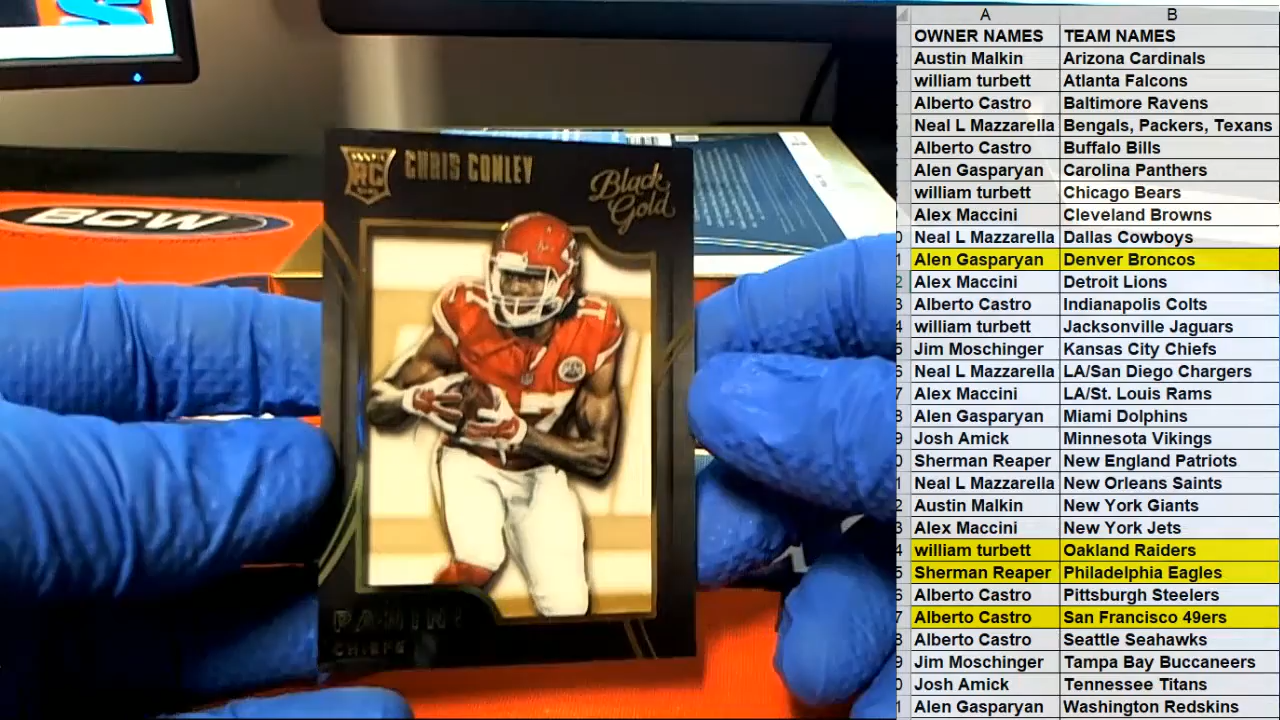 BCW
RC
CHRIS CONLEY
Black
Gold
17
17
PANINI
CHIEFS
A B
OWNER NAMES TEAM NAMES
Austin Malkin Arizona Cardinals
william turbett Atlanta Falcons
Alberto Castro Baltimore Ravens
Neal L Mazzarella Bengals, Packers, Texans
Alberto Castro Buffalo Bills
Alen Gasparyan Carolina Panthers
william turbett Chicago Bears
Alex Maccini Cleveland Browns
Neal L Mazzarella Dallas Cowboys
Alen Gasparyan Denver Broncos
Alex Maccini Detroit Lions
Alberto Castro Indianapolis Colts
william turbett Jacksonville Jaguars
Jim Moschinger Kansas City Chiefs
Neal L Mazzarella LA/San Diego Chargers
Alex Maccini LA/St. Louis Rams
Alen Gasparyan Miami Dolphins
Josh Amick Minnesota Vikings
Sherman Reaper New England Patriots
Neal L Mazzarella New Orleans Saints
Austin Malkin New York Giants
Alex Maccini New York Jets
william turbett Oakland Raiders
Sherman Reaper Philadelphia Eagles
Alberto Castro Pittsburgh Steelers
Alberto Castro San Francisco 49ers
Alberto Castro Seattle Seahawks
Jim Moschinger Tampa Bay Buccaneers
Josh Amick Tennessee Titans
Alen Gasparyan Washington Redskins